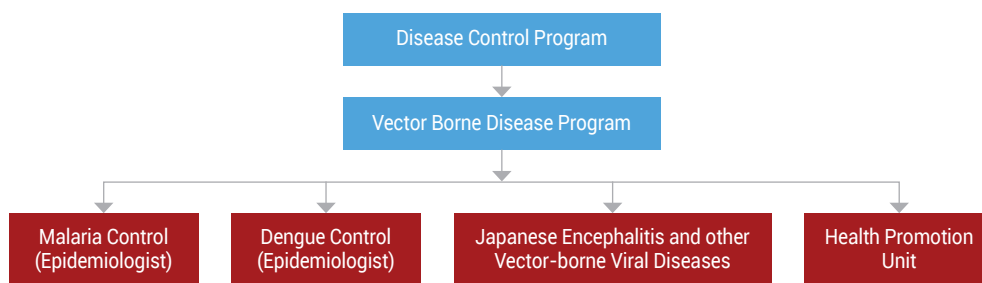 Disease Control Program
Vector Borne Disease Program
Malaria Control
(Epidemiologist)
Dengue Control
(Epidemiologist)
Japanese Encephalitis and other
Vector-borne Viral Diseases
Health Promotion
Unit